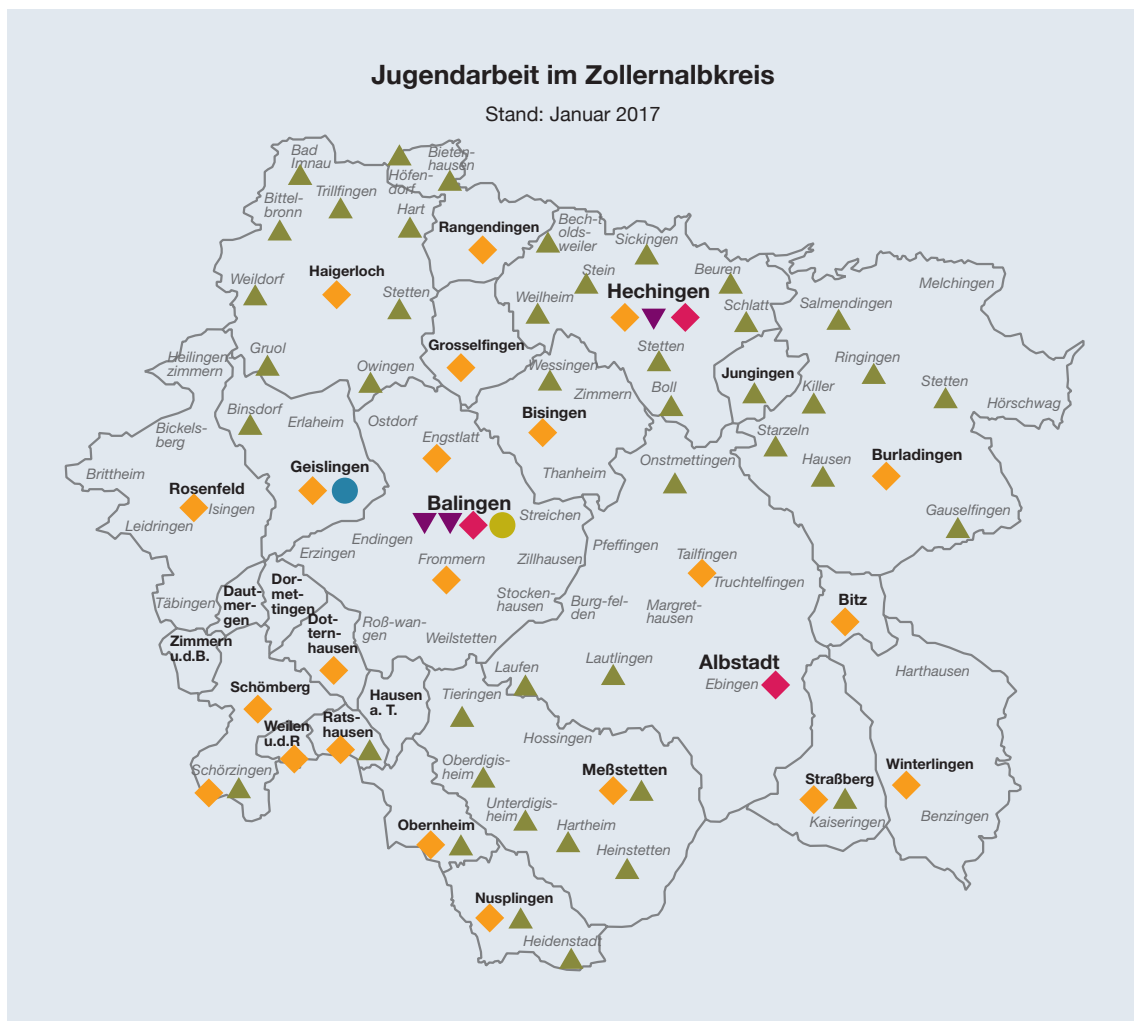 Jugendarbeit im Zollernalbkreis
Stand: Januar 2017
Bad
Imnau
Bieten-
hausen
Höfen-
dorf
Trillfingen
Bittel-
bronn
Hart
Rangendingen
Bech-t
olds-
weiler
Sickingen
Beuren
Melchingen
Weildorf
Haigerloch
Stetten
Stein
Weilheim
Hechingen
Schlatt
Salmendingen
Gruol
Heilingen
zimmern
Owingen
Grosselfingen
Wessingen
Zimmern
Stetten
Boll
Jungingen
Killer
Ringingen
Stetten
Hörschwag
Binsdorf
Erlaheim
Ostdorf
Bisingen
Bickels-
berg
Engstlatt
Starzeln
Hausen
Burladingen
Brittheim
Geislingen
Thanheim
Onstmettingen
Rosenfeld
Isingen
Leidringen
Balingen
Streichen
Gauselfingen
Endingen
Erzingen
Frommern
Zillhausen
Pfeffingen
Tailfingen
Truchtelfingen
Täbingen
Daut-
mer-
gen
Dor-
met-
tingen
Stocken-
hausen
Burg-fel-
den
Margret-
hausen
Bitz
Zimmern
u.d.B.
Dot-
tern-
hausen
Roß-wan-
gen
Weilstetten
Laufen
Lautlingen
Albstadt
Ebingen
Harthausen
Schömberg
Hausen
a. T.
Tieringen
Weilen
u.d.R
Rats-
hausen
Hossingen
Schörzingen
Oberdigis-
heim
Meßstetten
Straßberg
Kaiseringen
Winterlingen
Benzingen
Unterdigis-
heim
Obernheim
Hartheim
Heinstetten
Nusplingen
Heidenstadt